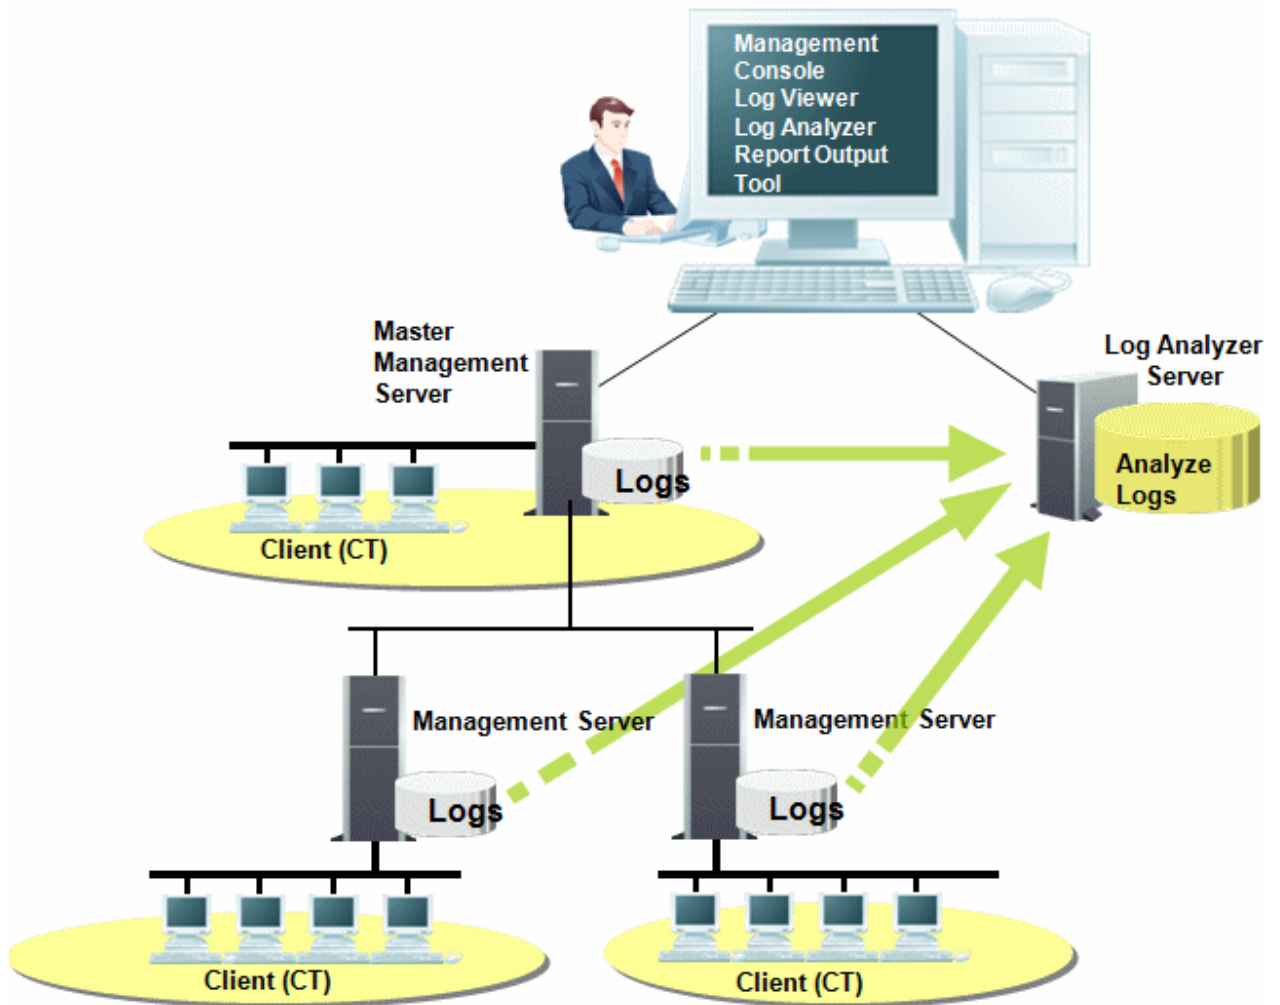 Management
Console
Log Viewer
Log Analyzer
Report Output
Tool
Master
Management
Server
Log Analyzer
Server
Logs
Analyze
Logs
Client (CT)
Management Server
Management Server
Logs
Logs
Client (CT)
Client (CT)